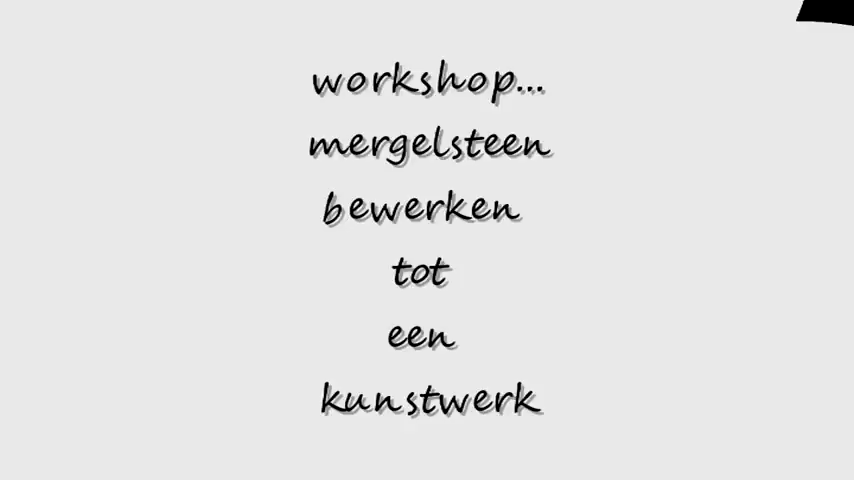 workshop...
mergelsteen
bewerken
tot
een
kunstwerk